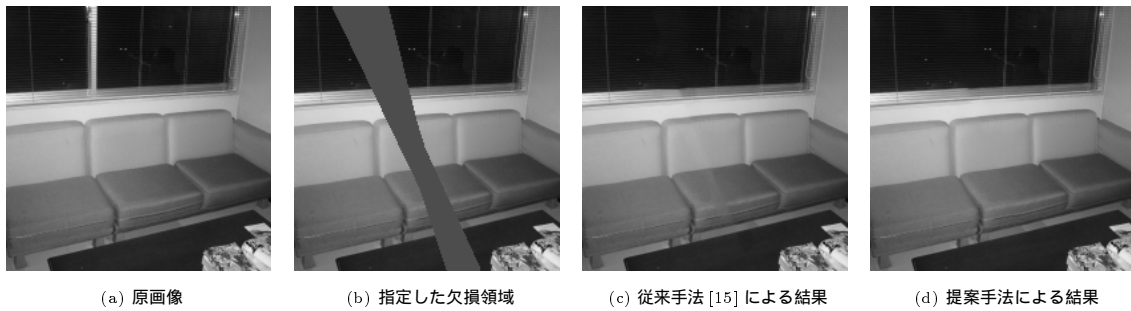 (a) 原画像
(b) 指定した欠損領域
(c) 従来手法 [15] による結果
(d) 提案手法による結果